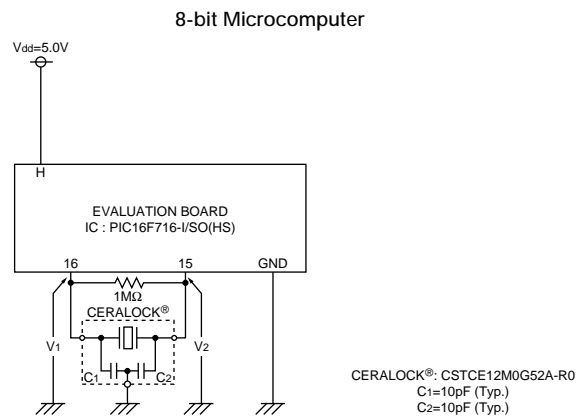 8-bit Microcomputer
Vdd=5.0V
H
EVALUATION BOARD
IC : PIC16F716-I/SO(HS)
16 15 GND
1MΩ
CERALOCK®
V1 V2
C1 C2
CERALOCK®: CSTCE12M0G52A-R0
C1=10pF (Typ.)
C2=10pF (Typ.)